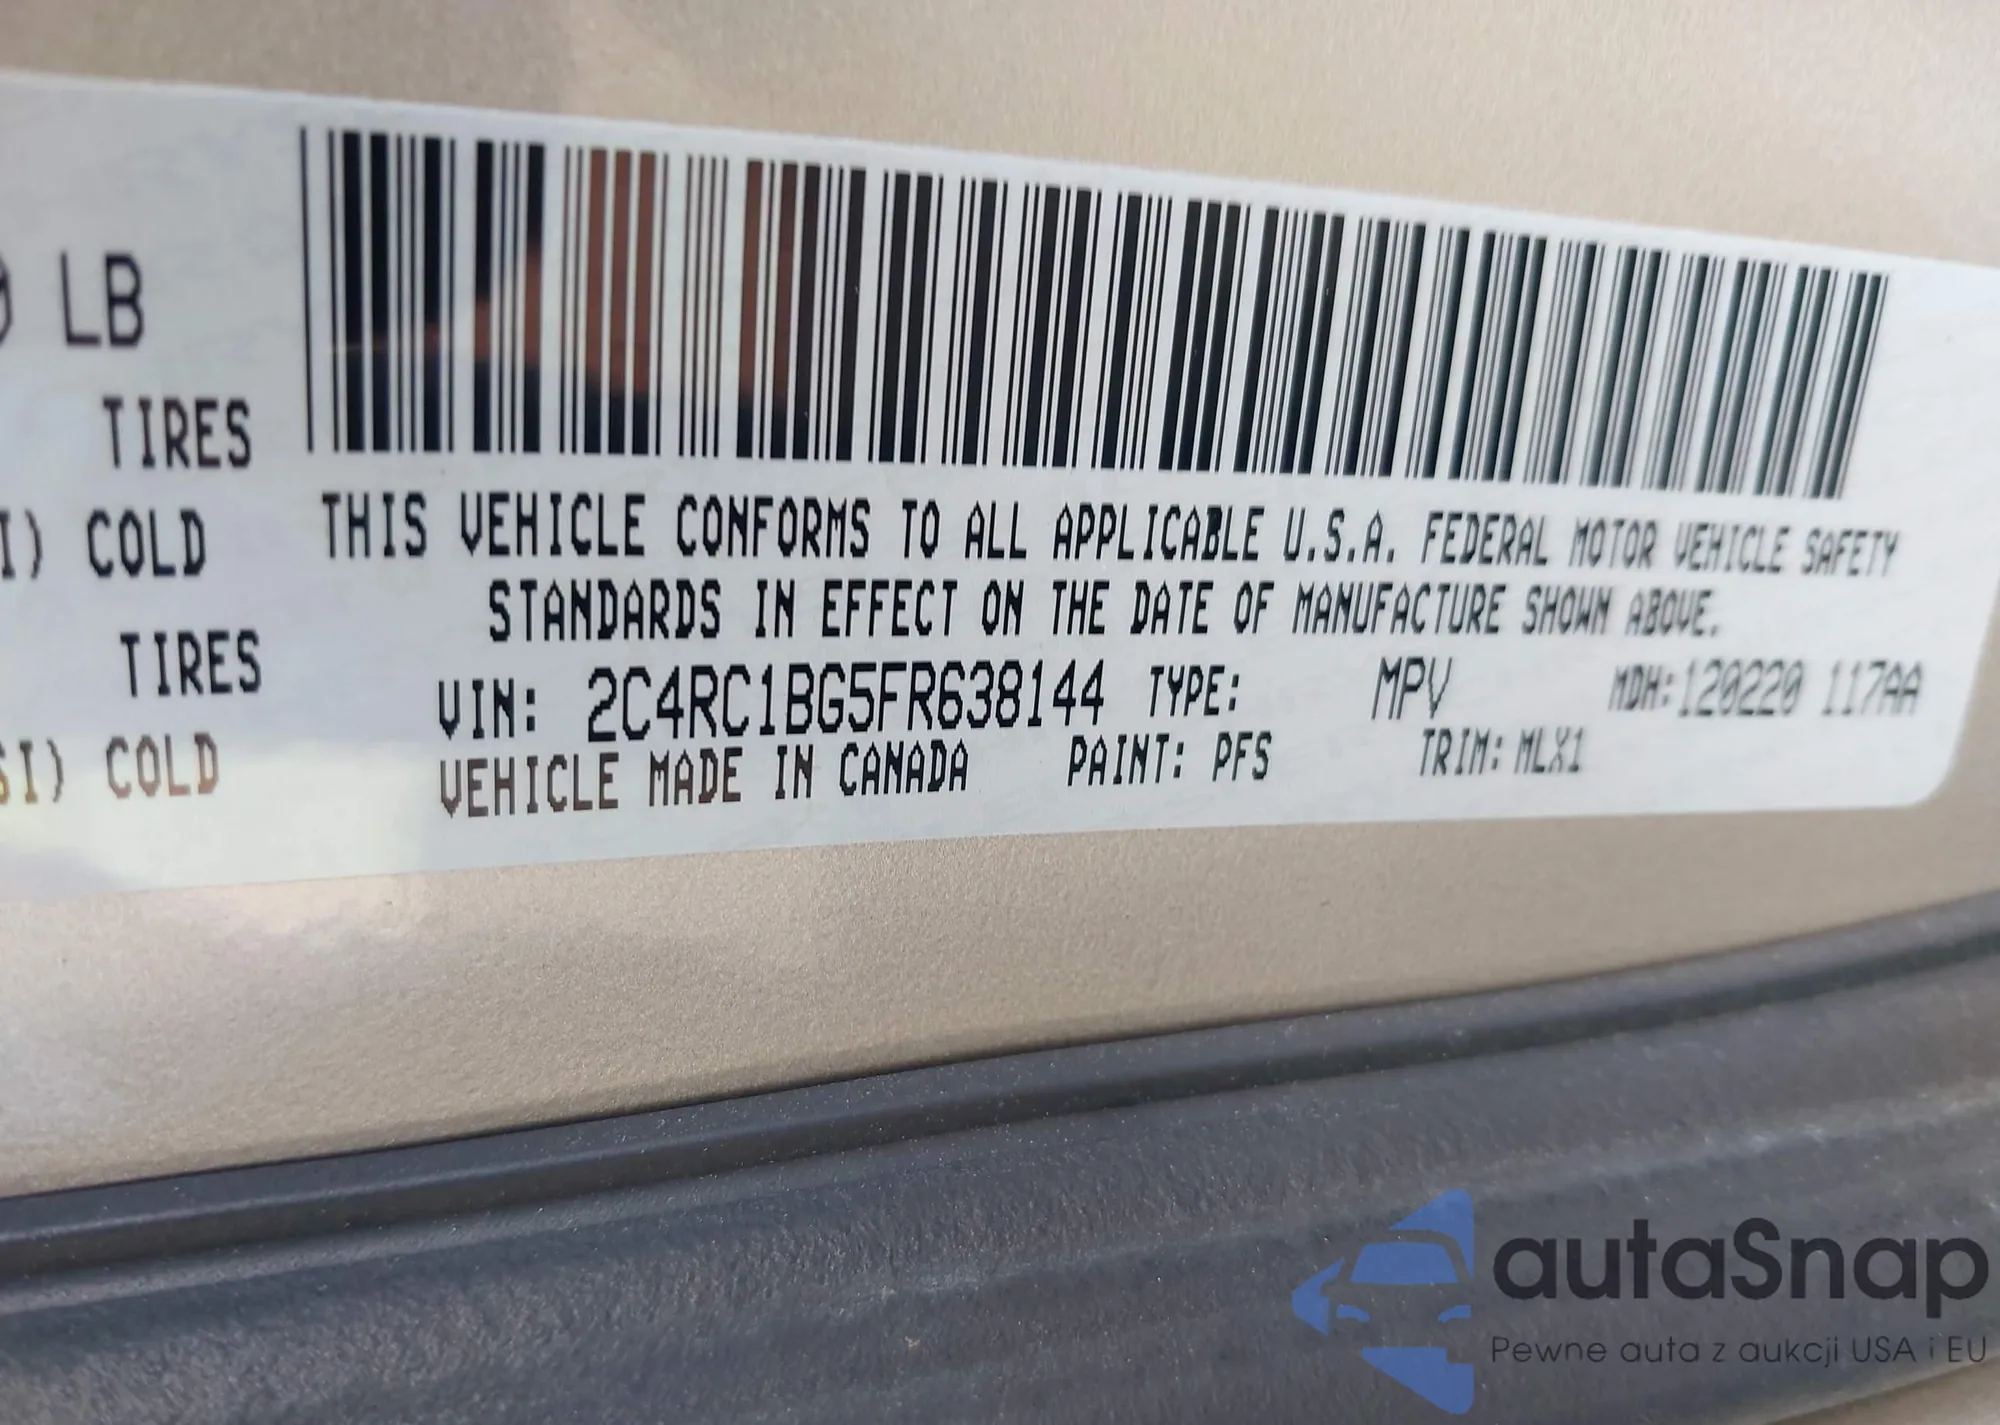 0 LB
TIRES
I) COLD
TIRES
SI) COLD
THIS VEHICLE CONFORMS TO ALL APPLICABLE U.S.A. FEDERAL MOTOR VEHICLE SAFETY
STANDARDS IN EFFECT ON THE DATE OF MANUFACTURE SHOWN ABOVE.
VIN: 2C4RC1BG5FR638144 TYPE: MPV MDH: 120220 117AA
VEHICLE MADE IN CANADA PAINT: PFS TRIM: MLX1
autaSnap
Pewne auta z aukcji USA i EU